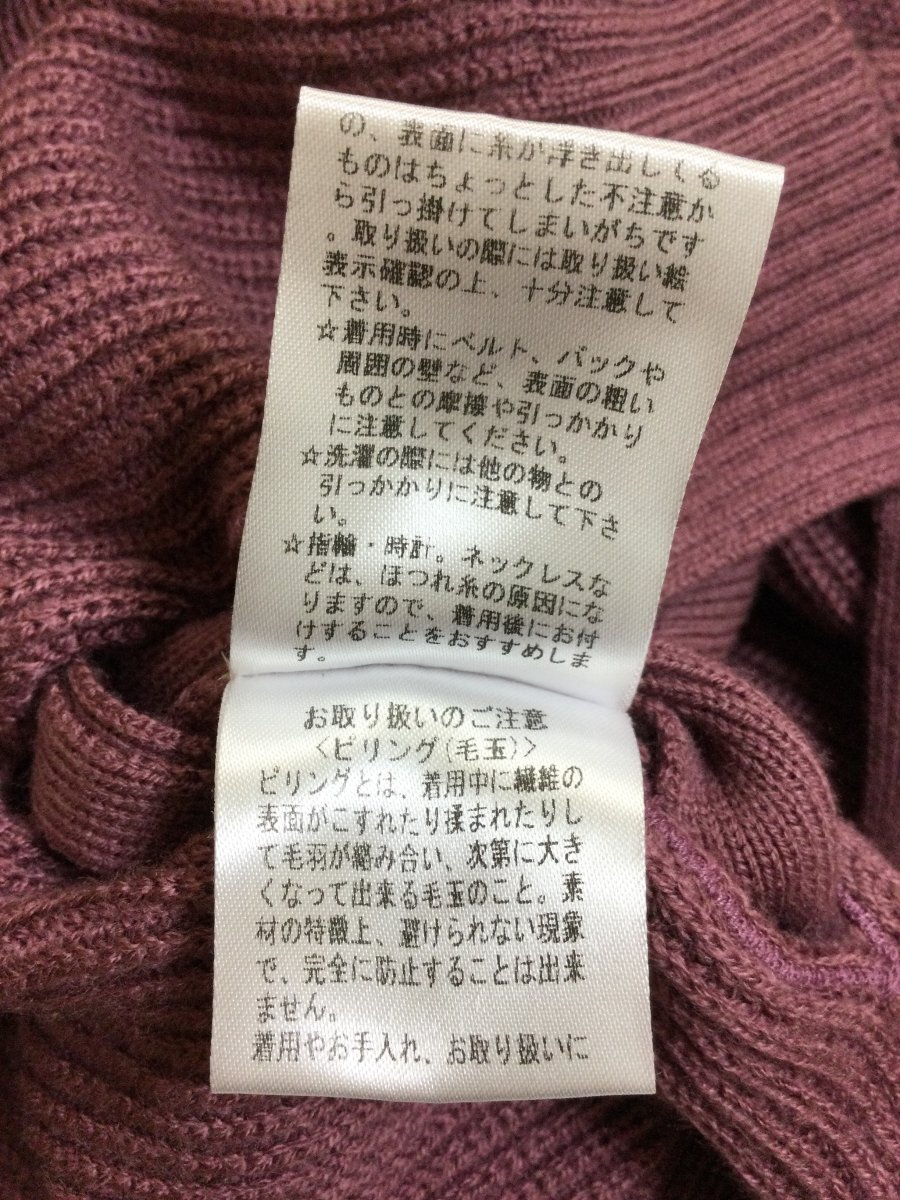 の、表面に糸が浮き出してる
ものはちょっとした不注意か
ら引っ掛けてしまいがちです
。取り扱いの際には取り扱い絵
表示確認の上、十分注意して
下さい。
☆着用時にベルト、バックや
周囲の壁など、表面の粗い
ものとの摩擦や引っかかり
に注意してください。
☆洗濯の際には他の物との
引っかかりに注意して下さ
い。
☆指輪・時計。ネックレスな
どは、ほつれ糸の原因にな
りますので、着用後にお付
けすることをおすすめしま
す。
お取り扱いのご注意
<ピリング(毛玉)>
ピリングとは、着用中に繊維の
表面がこすれたり揉まれたりし
て毛羽が絡み合い、次第に大き
くなって出来る毛玉のこと。素
材の特徴上、避けられない現象
で、完全に防止することは出来
ません。
着用やお手入れ、お取り扱いに